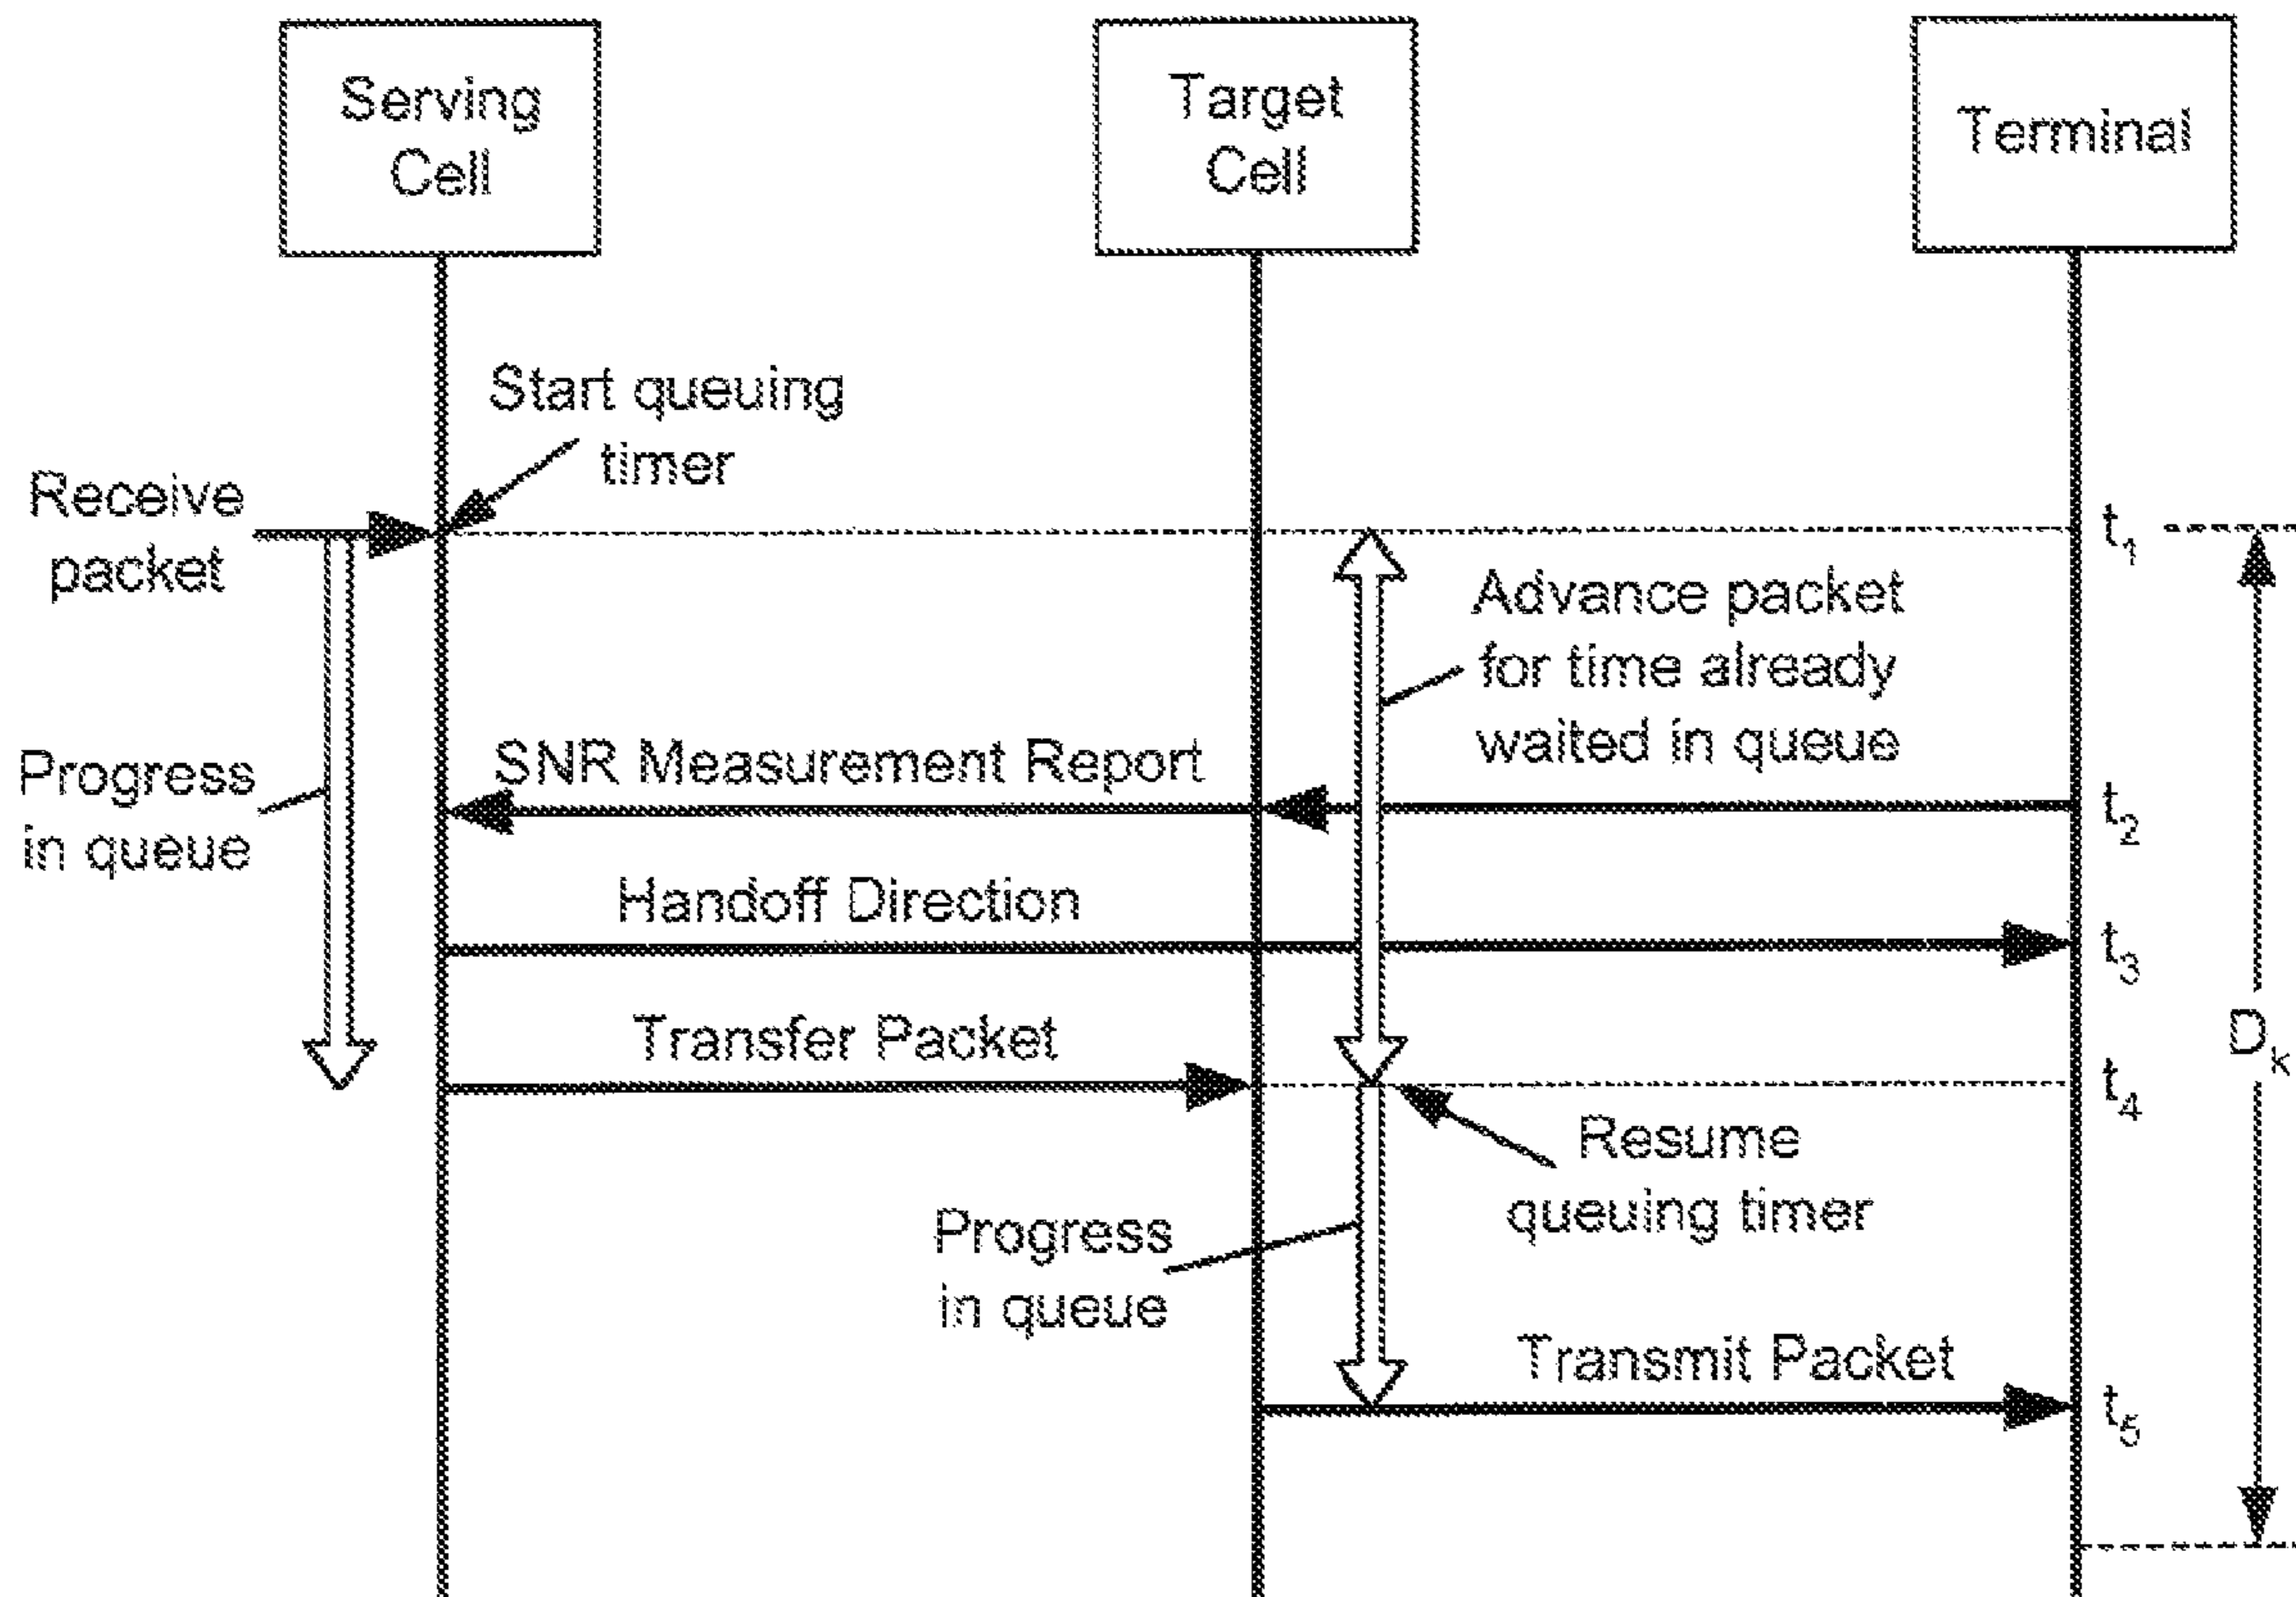 Serving
Cell
Target
Cell
Terminal
Start queuing
timer
Receive
packet
t1
Advance packet
for time already
waited in queue
Progress
in queue
SNR Measurement Report
t2
Handoff Direction
t3
Dk
Transfer Packet
t4
Resume
queuing timer
Progress
in queue
Transmit Packet
t5